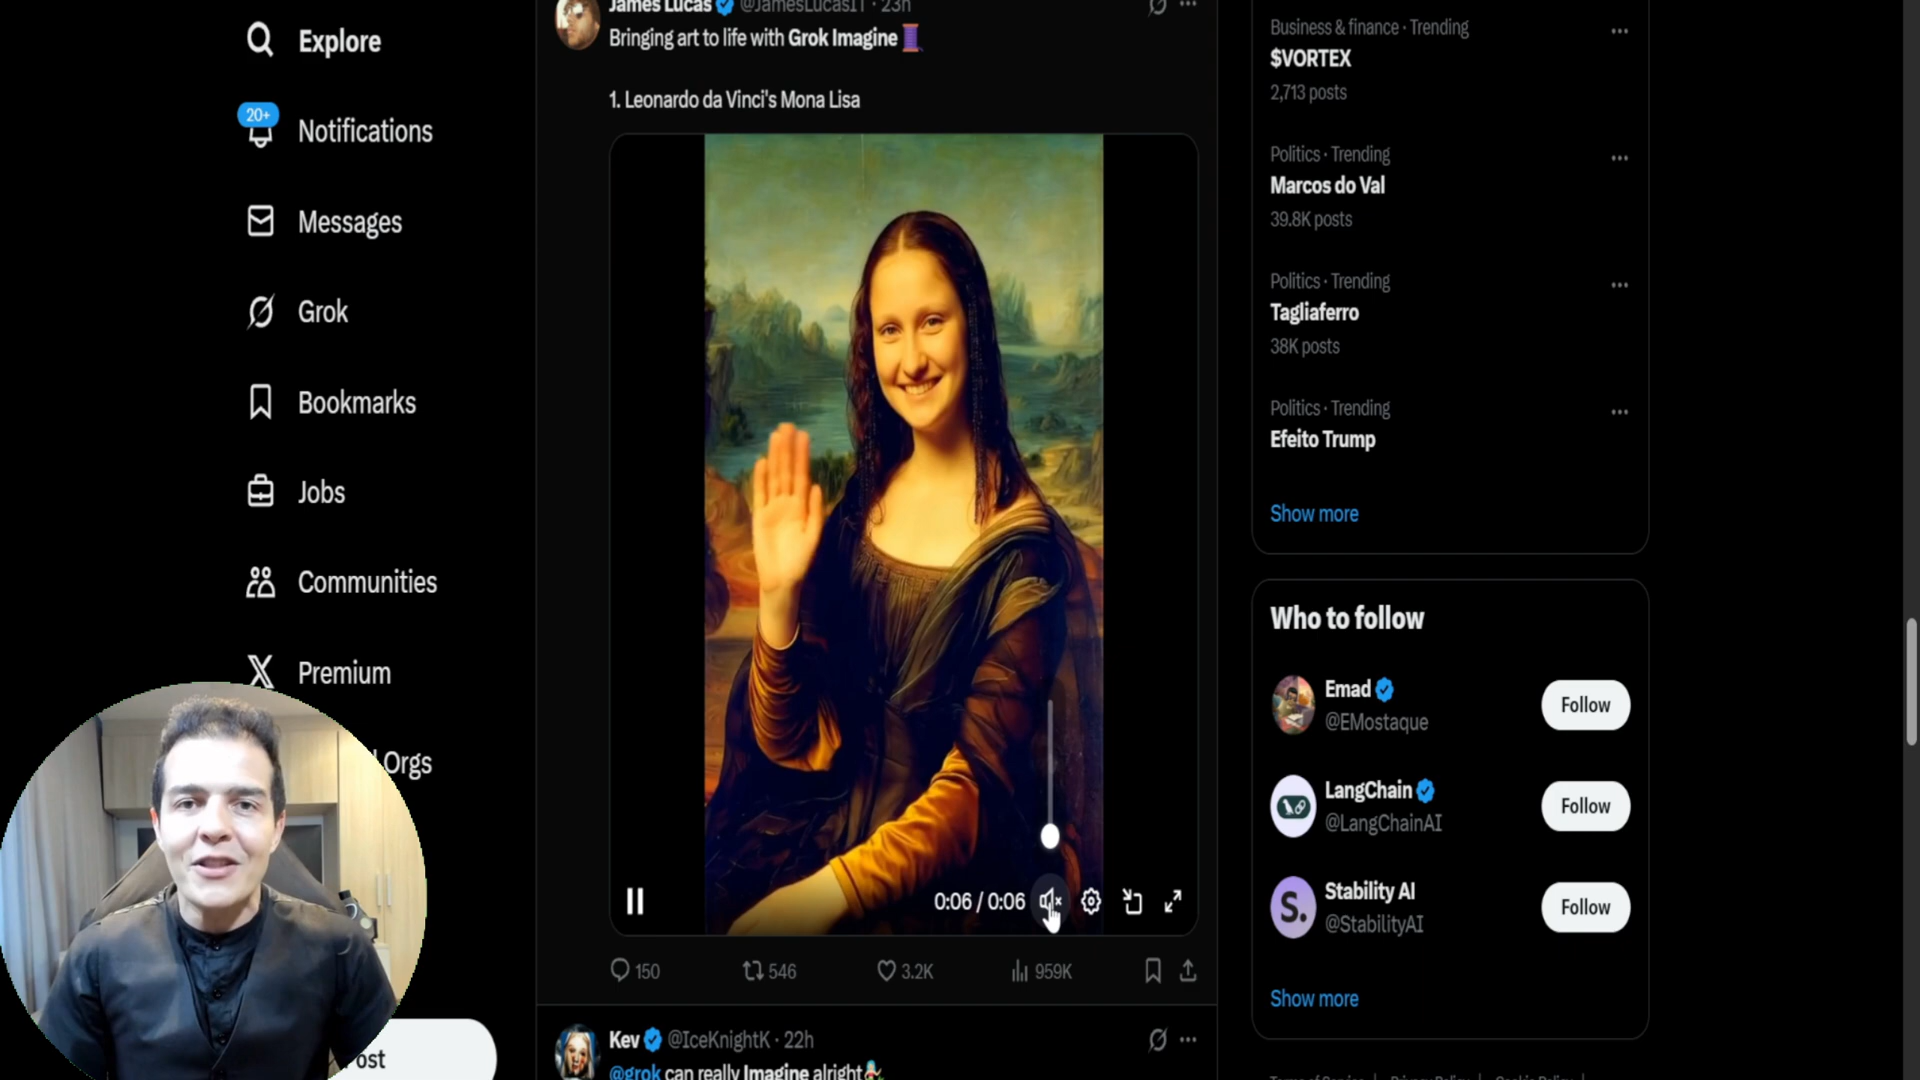 Explore
20+
Notifications
Messages
Grok
Bookmarks
Jobs
Communities
Premium
Orgs
ost
James Lucas @JamesLucasIT · 23h
Bringing art to life with Grok Imagine
1. Leonardo da Vinci's Mona Lisa
0:06 / 0:06
150
546
3.2K
959K
Kev @IceKnightK · 22h
@grok can really Imagine alright
Business & finance · Trending
$VORTEX
2,713 posts
Politics · Trending
Marcos do Val
39.8K posts
Politics · Trending
Tagliaferro
38K posts
Politics · Trending
Efeito Trump
Show more
Who to follow
Emad
@EMostaque
Follow
LangChain
@LangChainAI
Follow
S.
Stability AI
@StabilityAI
Follow
Show more